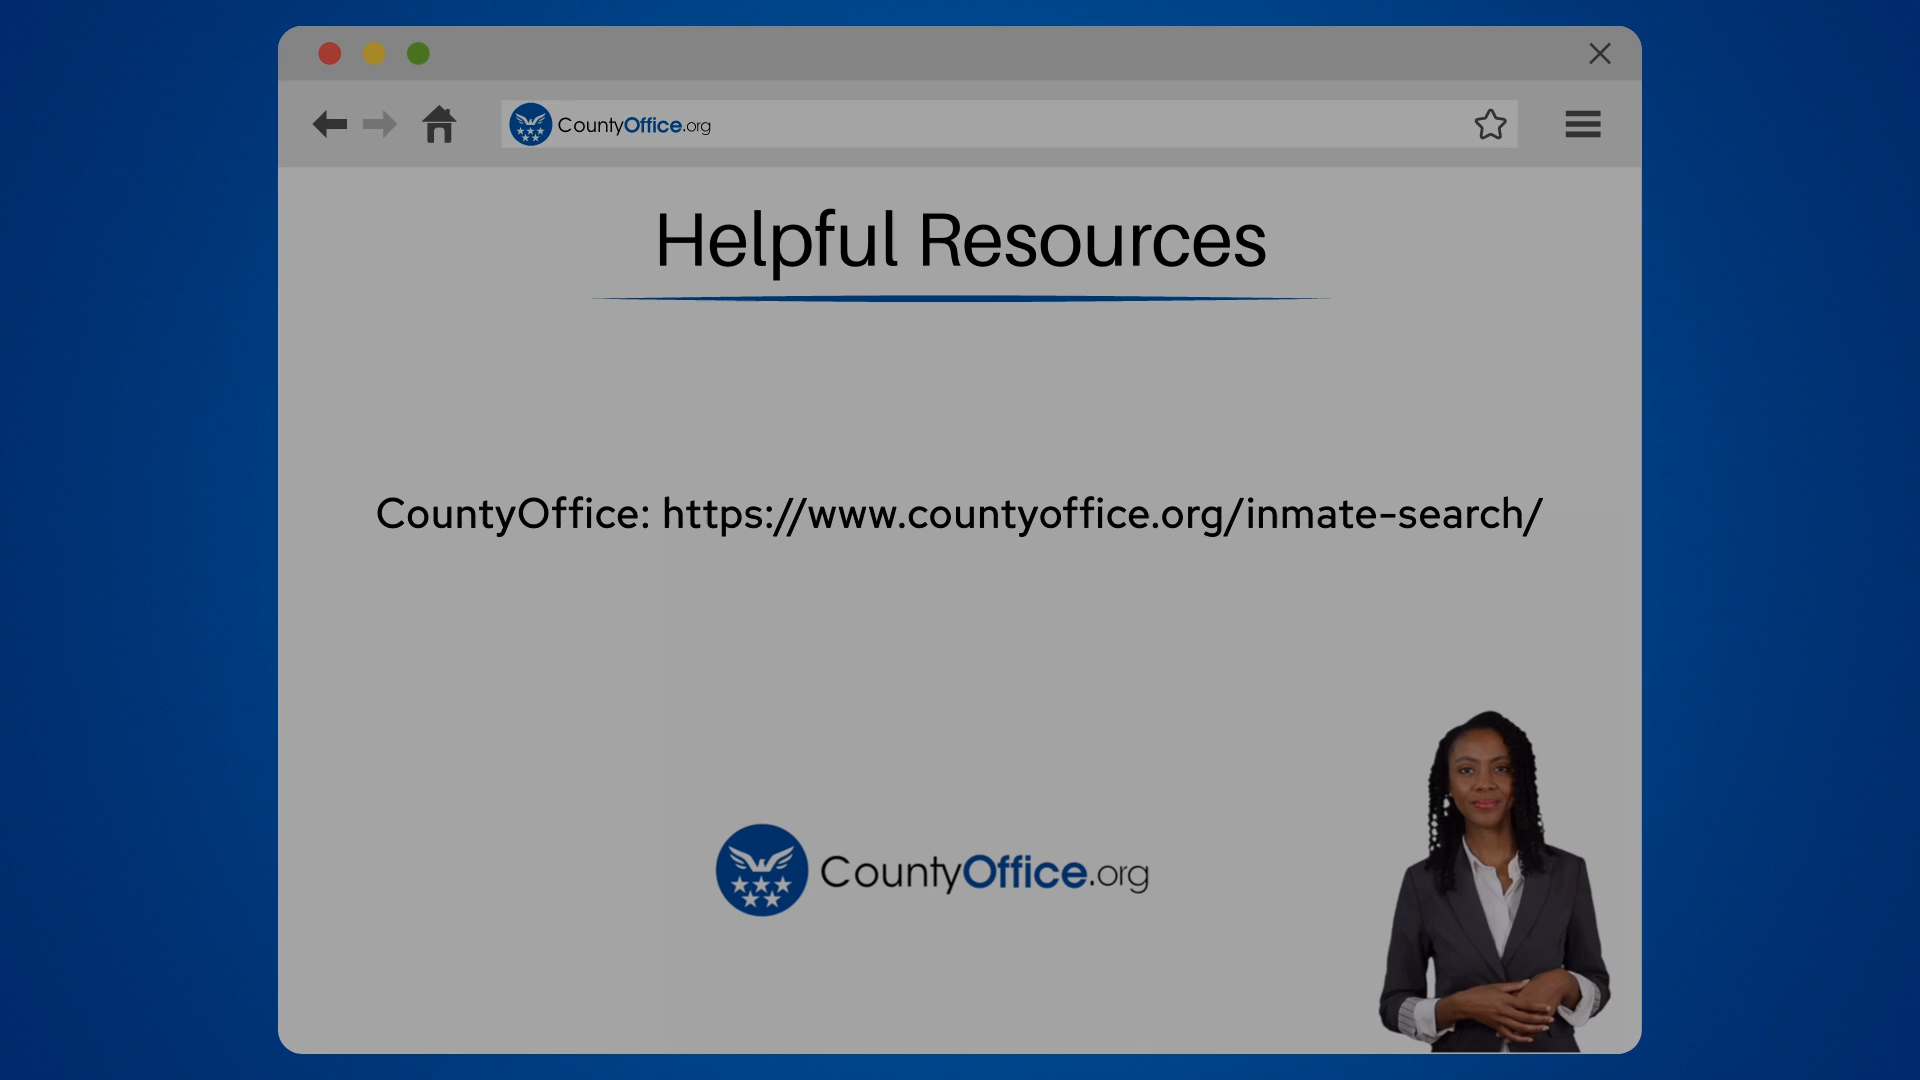 CountyOffice.org
Helpful Resources
CountyOffice: https://www.countyoffice.org/inmate-search/
CountyOffice.org